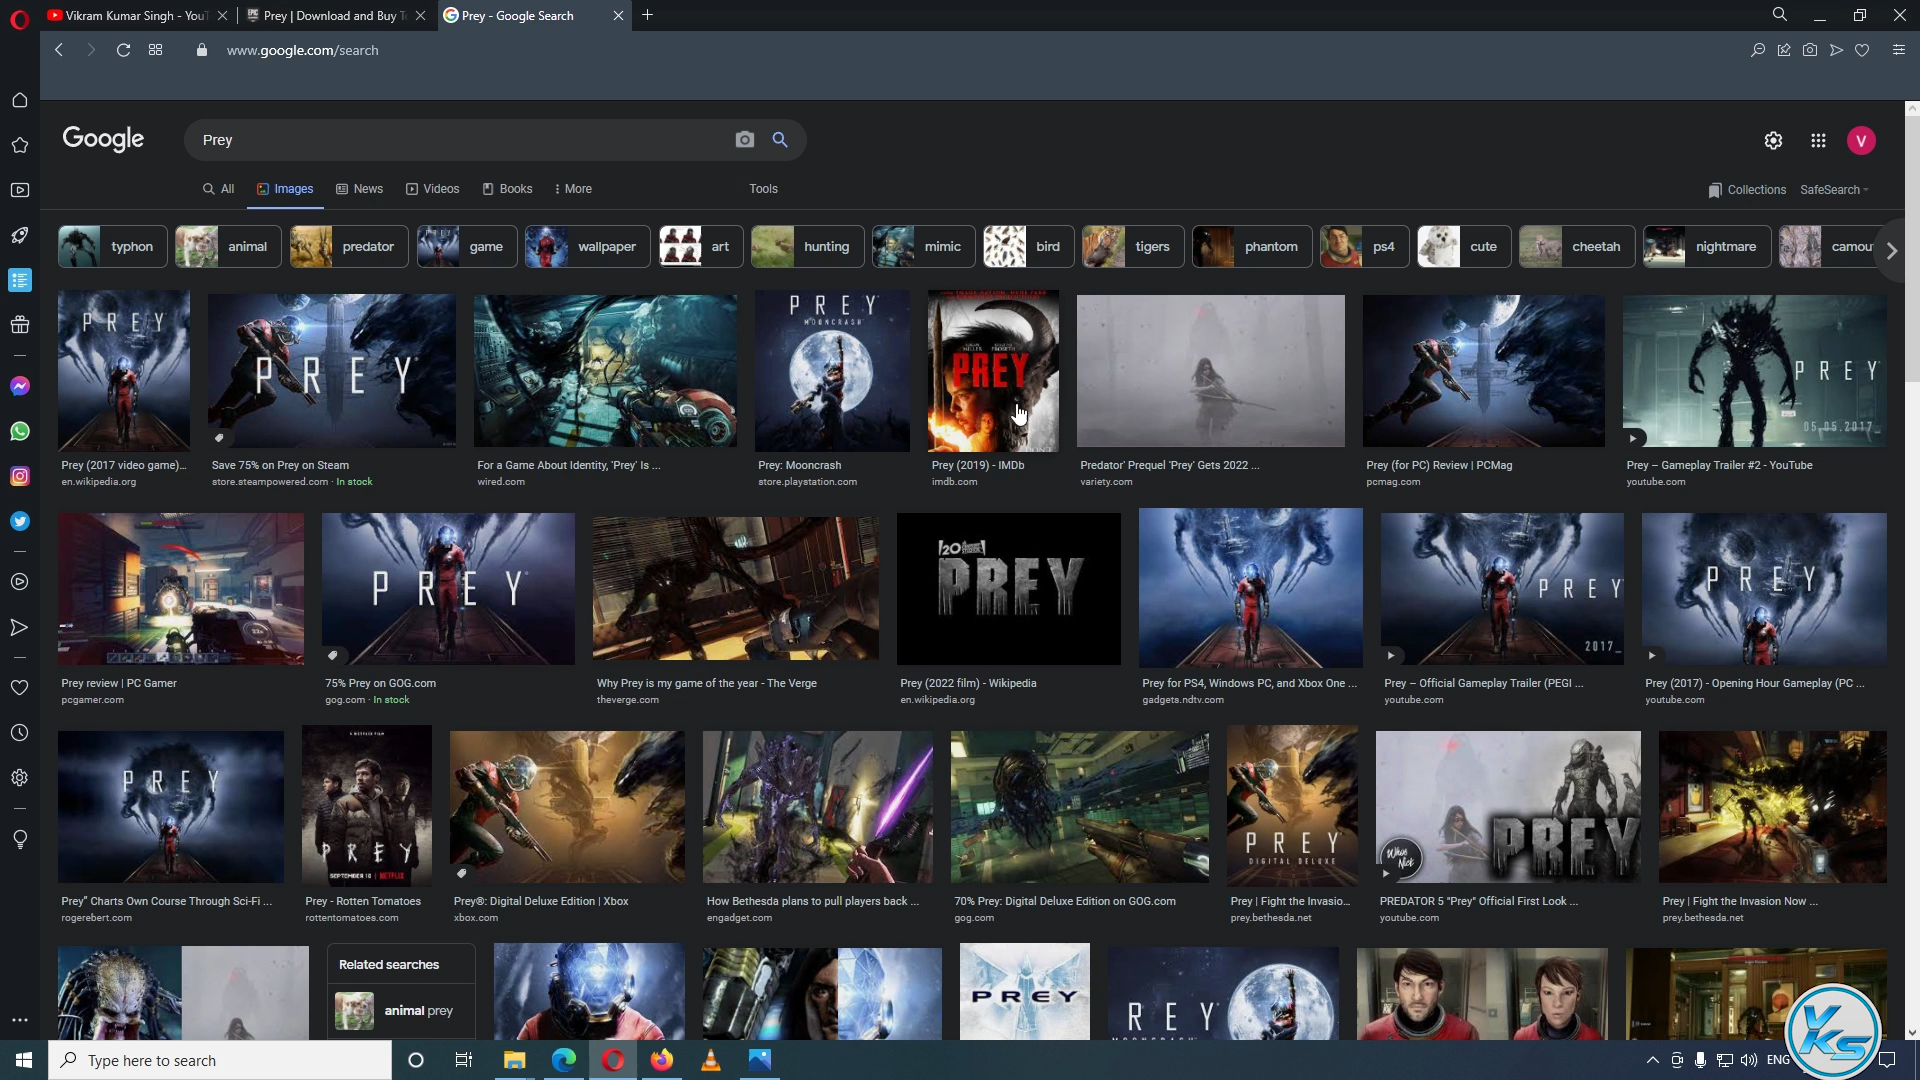 Vikram Kumar Singh - YouT
Prey | Download and Buy To
Prey - Google Search
www.google.com/search
Google
Prey
V
All
Images
News
Videos
Books
More
Tools
Collections
SafeSearch
typhon
animal
predator
game
wallpaper
art
hunting
mimic
bird
tigers
phantom
ps4
cute
cheetah
nightmare
camou
PREY
PREY
PREY
MOONCRASH
PREY
PREY
05.05.2017_
Prey (2017 video game)...
en.wikipedia.org
Save 75% on Prey on Steam
store.steampowered.com · In stock
For a Game About Identity, 'Prey' Is ...
wired.com
Prey: Mooncrash
store.playstation.com
Prey (2019) - IMDb
imdb.com
Predator' Prequel 'Prey' Gets 2022 ...
variety.com
Prey (for PC) Review | PCMag
pcmag.com
Prey – Gameplay Trailer #2 - YouTube
youtube.com
PREY
PREY
PREY
2017_
PREY
Prey review | PC Gamer
pcgamer.com
75% Prey on GOG.com
gog.com · In stock
Why Prey is my game of the year - The Verge
theverge.com
Prey (2022 film) - Wikipedia
en.wikipedia.org
Prey for PS4, Windows PC, and Xbox One ...
gadgets.ndtv.com
Prey – Official Gameplay Trailer (PEGI ...
youtube.com
Prey (2017) - Opening Hour Gameplay (PC ...
youtube.com
PREY
PREY
SEPTEMBER 10 | NETFLIX
PREY
DIGITAL DELUXE
Whos Nick
PREY
Prey" Charts Own Course Through Sci-Fi ...
rogerebert.com
Prey - Rotten Tomatoes
rottentomatoes.com
Prey®: Digital Deluxe Edition | Xbox
xbox.com
How Bethesda plans to pull players back ...
engadget.com
70% Prey: Digital Deluxe Edition on GOG.com
gog.com
Prey | Fight the Invasio...
prey.bethesda.net
PREDATOR 5 "Prey" Official First Look ...
youtube.com
Prey | Fight the Invasion Now ...
prey.bethesda.net
Related searches
animal prey
PREY
REY
Type here to search
ENG
VKS